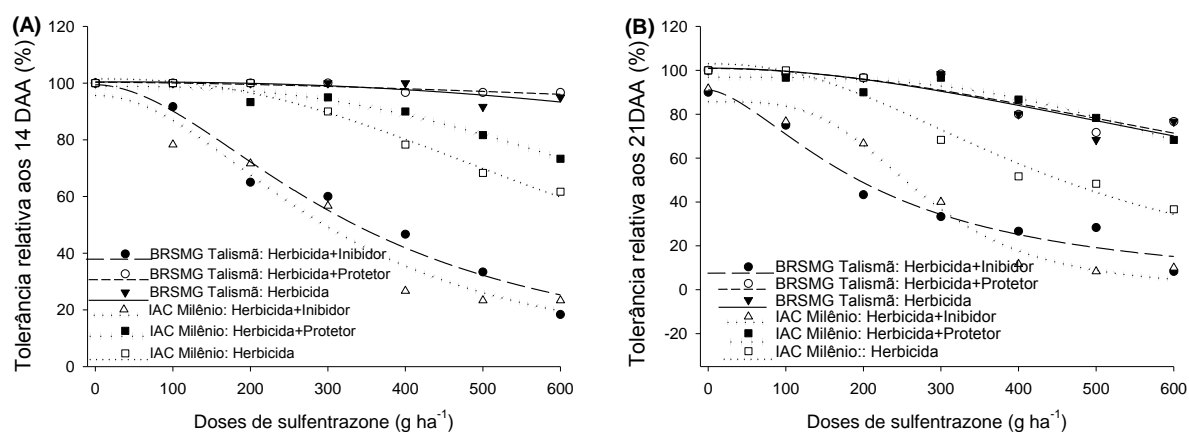 (A)
Tolerância relativa aos 14 DAA (%)
120
100
80
60
40
20
0
BRSMG Talismã: Herbicida+Inibidor
BRSMG Talismã: Herbicida+Protetor
BRSMG Talismã: Herbicida
IAC Milênio: Herbicida+Inibidor
IAC Milênio: Herbicida+Protetor
IAC Milênio: Herbicida
0 100 200 300 400 500 600
Doses de sulfentrazone (g ha⁻¹)
(B)
Tolerância relativa aos 21DAA (%)
120
100
80
60
40
20
0
-20
BRSMG Talismã: Herbicida+Inibidor
BRSMG Talismã: Herbicida+Protetor
BRSMG Talismã: Herbicida
IAC Milênio: Herbicida+Inibidor
IAC Milênio: Herbicida+Protetor
IAC Milênio:: Herbicida
0 100 200 300 400 500 600
Doses de sulfentrazone (g ha⁻¹)